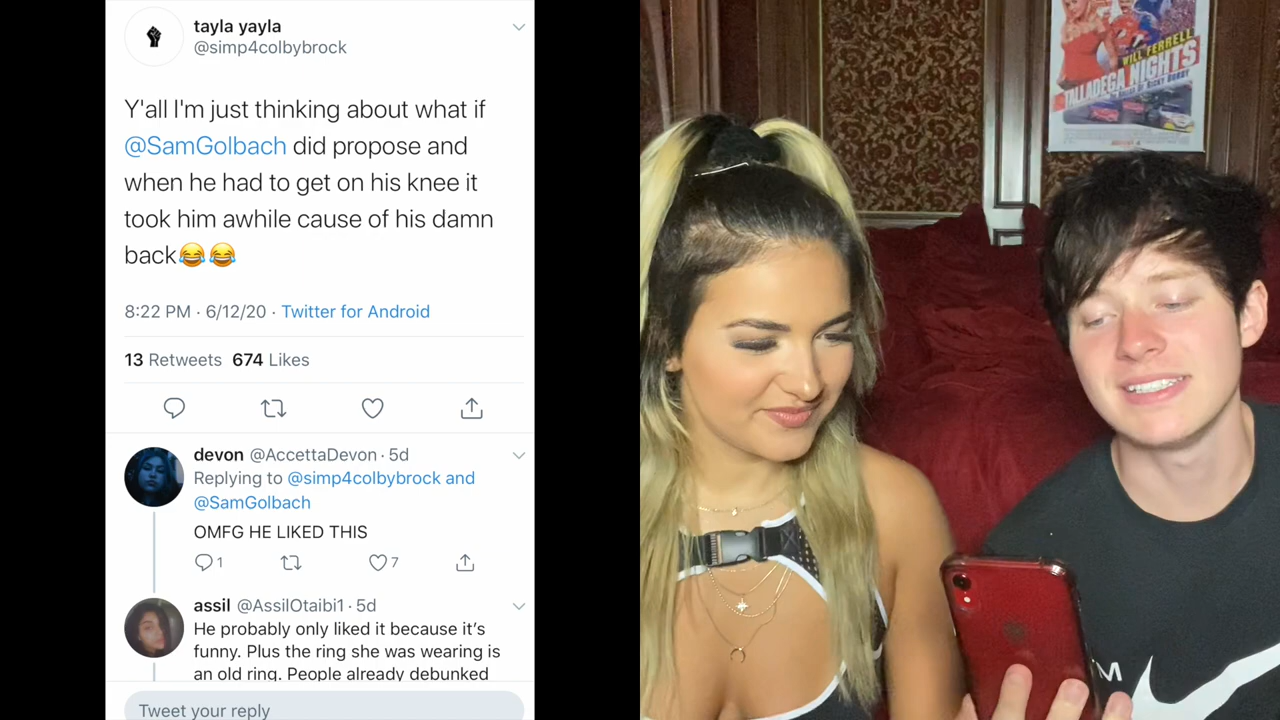 tayla yayla
@simp4colbybrock
Y'all I'm just thinking about what if
@SamGolbach did propose and
when he had to get on his knee it
took him awhile cause of his damn
back😂😂
8:22 PM · 6/12/20 · Twitter for Android
13 Retweets 674 Likes
devon @AccettaDevon · 5d
Replying to @simp4colbybrock and
@SamGolbach
OMFG HE LIKED THIS
1
7
assil @AssilOtaibi1 · 5d
He probably only liked it because it's
funny. Plus the ring she was wearing is
an old ring. People already debunked
Tweet your reply
WILL FERRELL
TALLADEGA NIGHTS
M